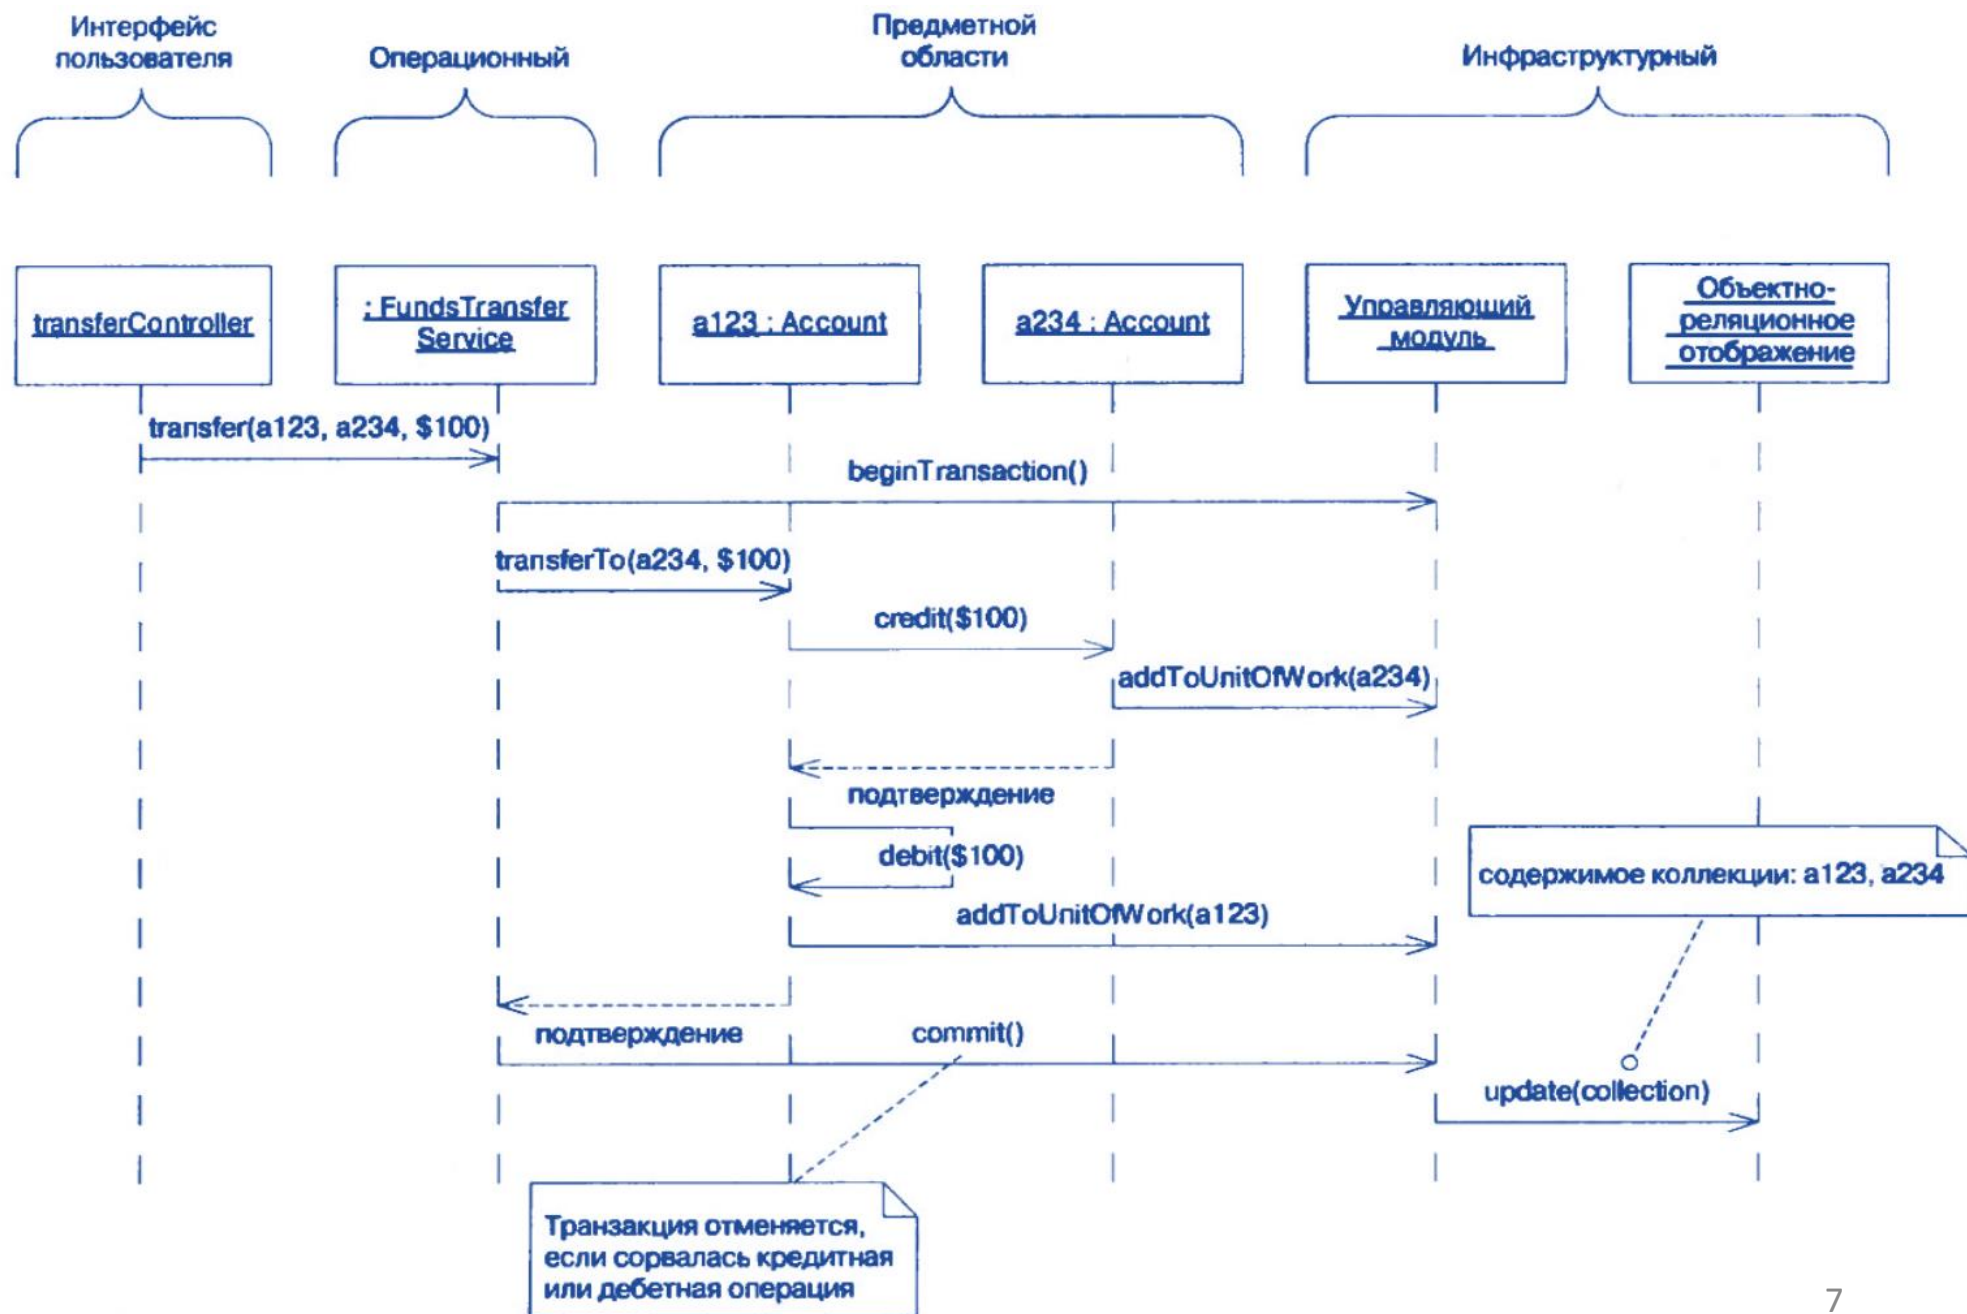 Интерфейс
пользователя
Операционный
Предметной
области
Инфраструктурный
transferController
: FundsTransfer
Service
a123 : Account
a234 : Account
Управляющий
модуль
Объектно-
реляционное
отображение
transfer(a123, a234, $100)
beginTransaction()
transferTo(a234, $100)
credit($100)
addToUnitOfWork(a234)
подтверждение
debit($100)
содержимое коллекции: a123, a234
addToUnitOfWork(a123)
подтверждение
commit()
update(collection)
Транзакция отменяется,
если сорвалась кредитная
или дебетная операция
7